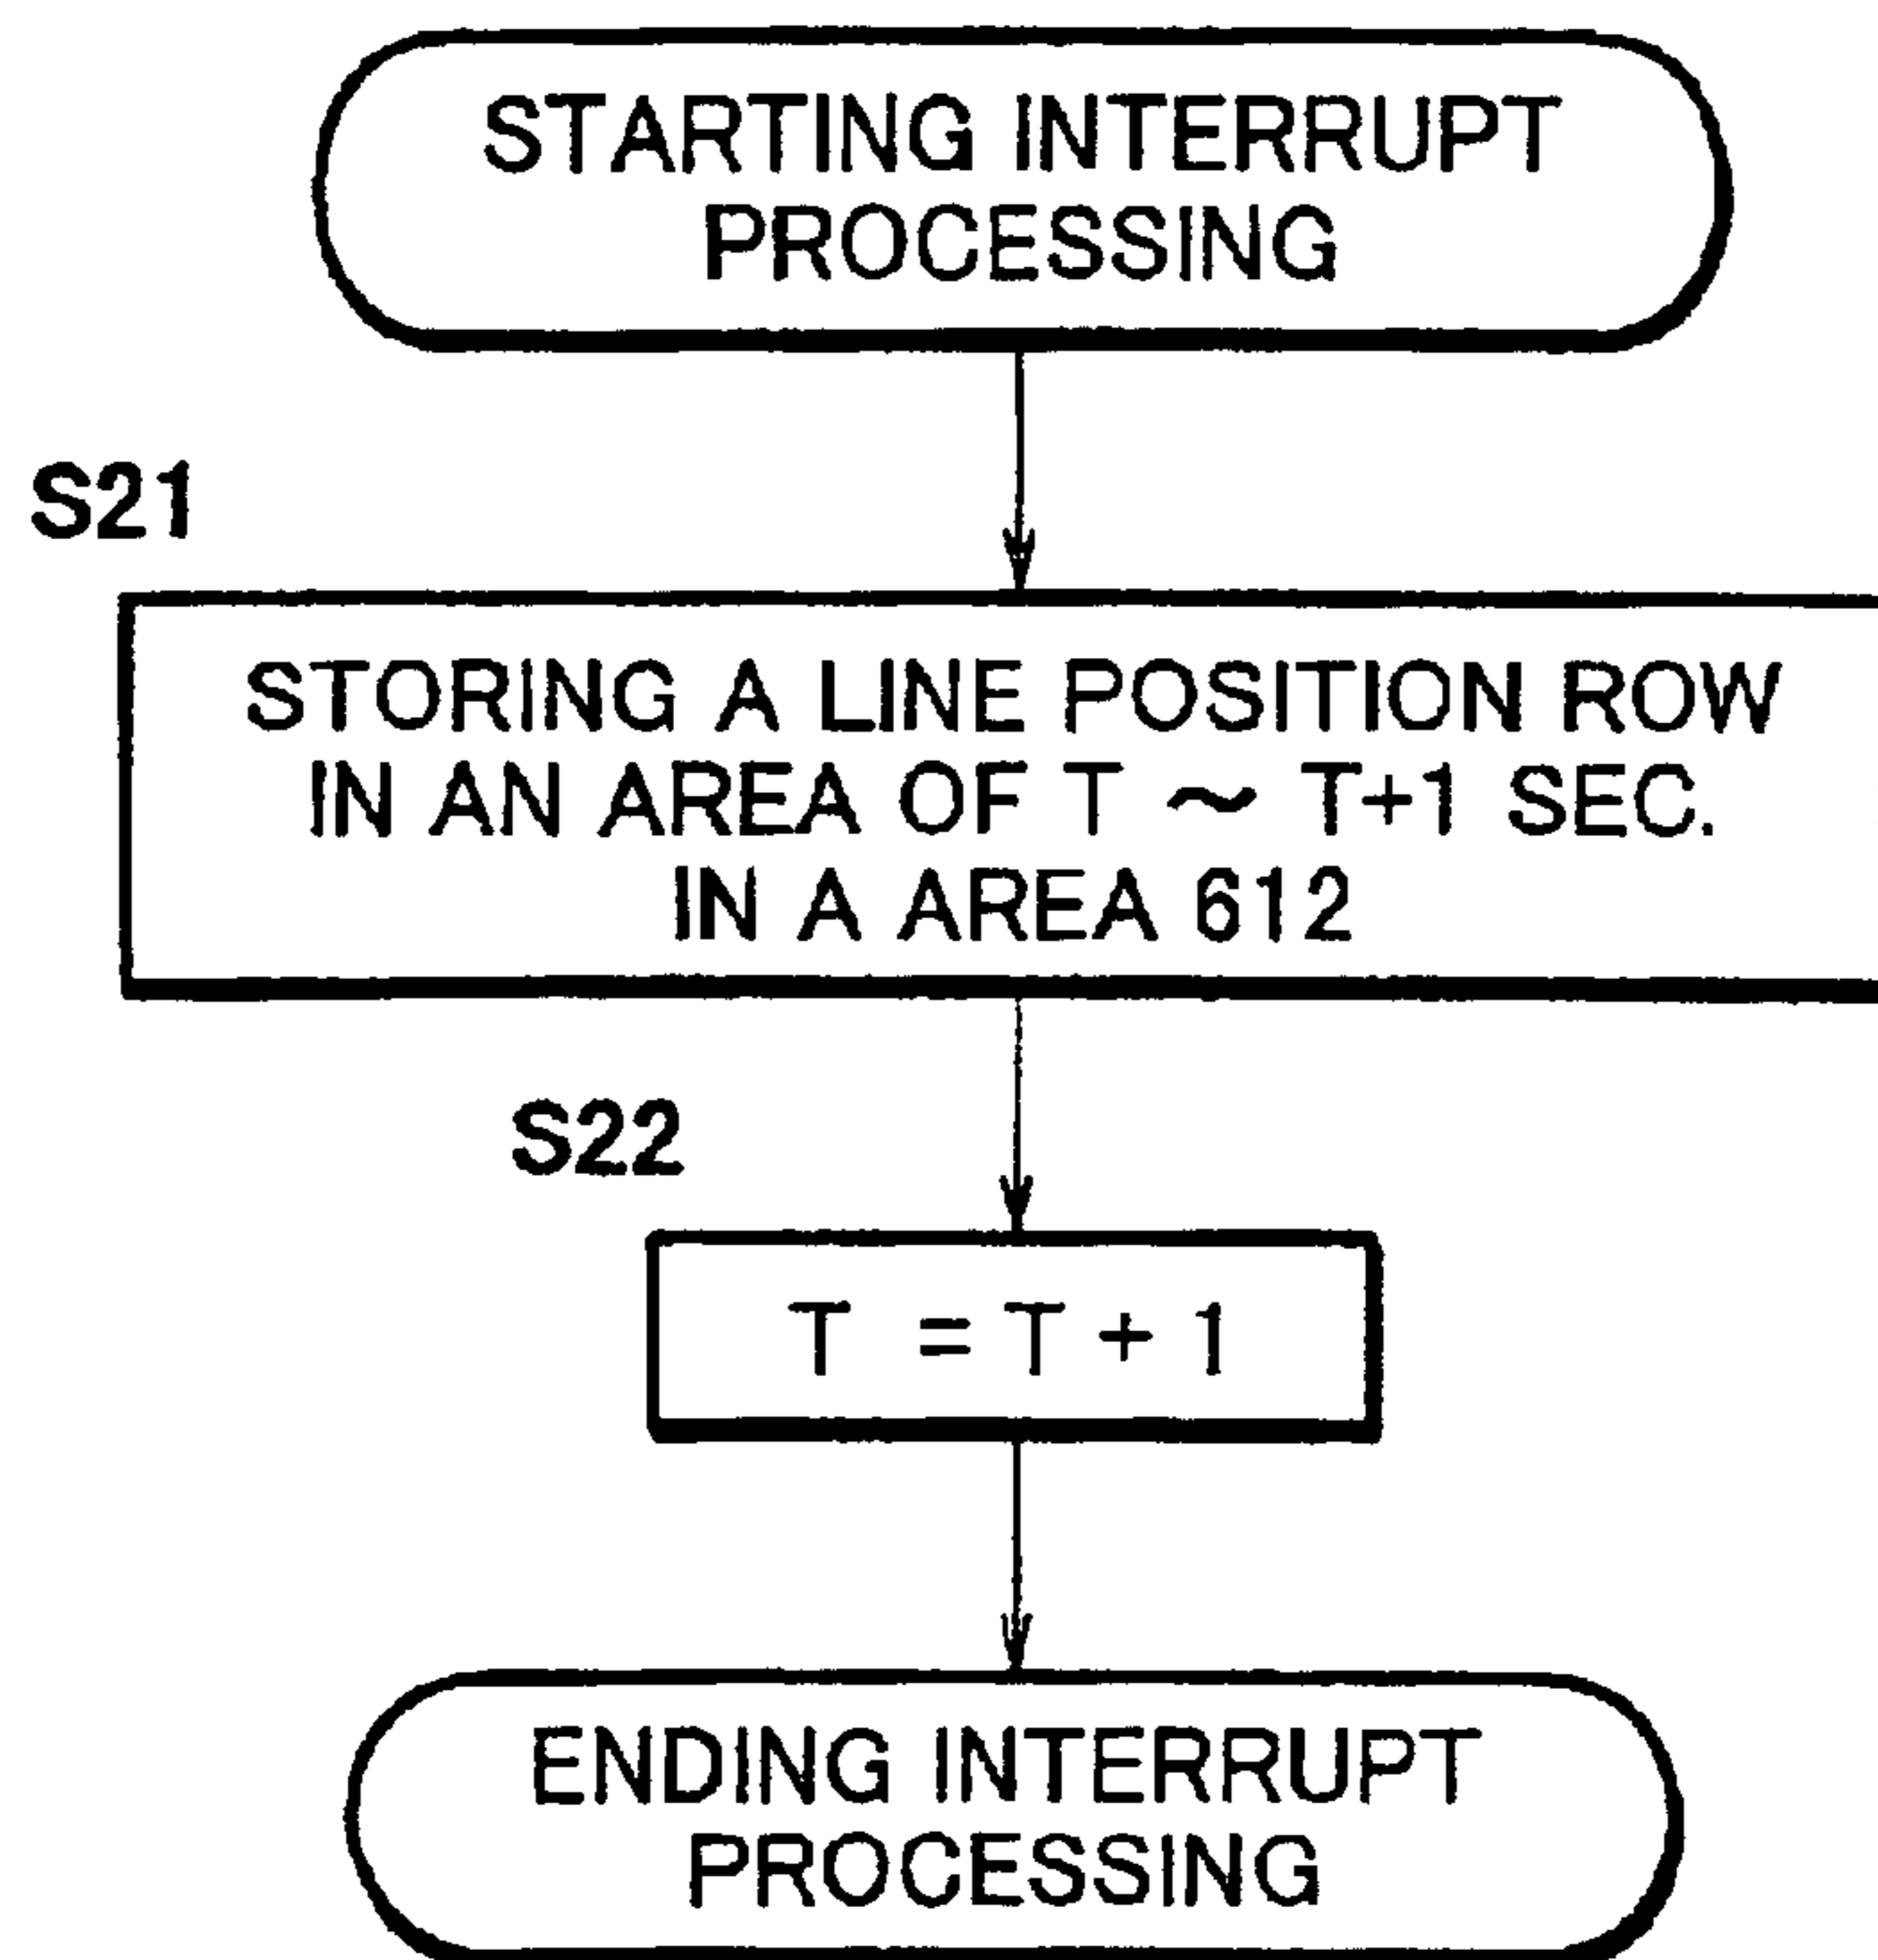 STARTING INTERRUPT
PROCESSING
S21
STORING A LINE POSITION ROW
IN AN AREA OF T ~ T+1 SEC.
IN A AREA 612
S22
T = T + 1
ENDING INTERRUPT
PROCESSING